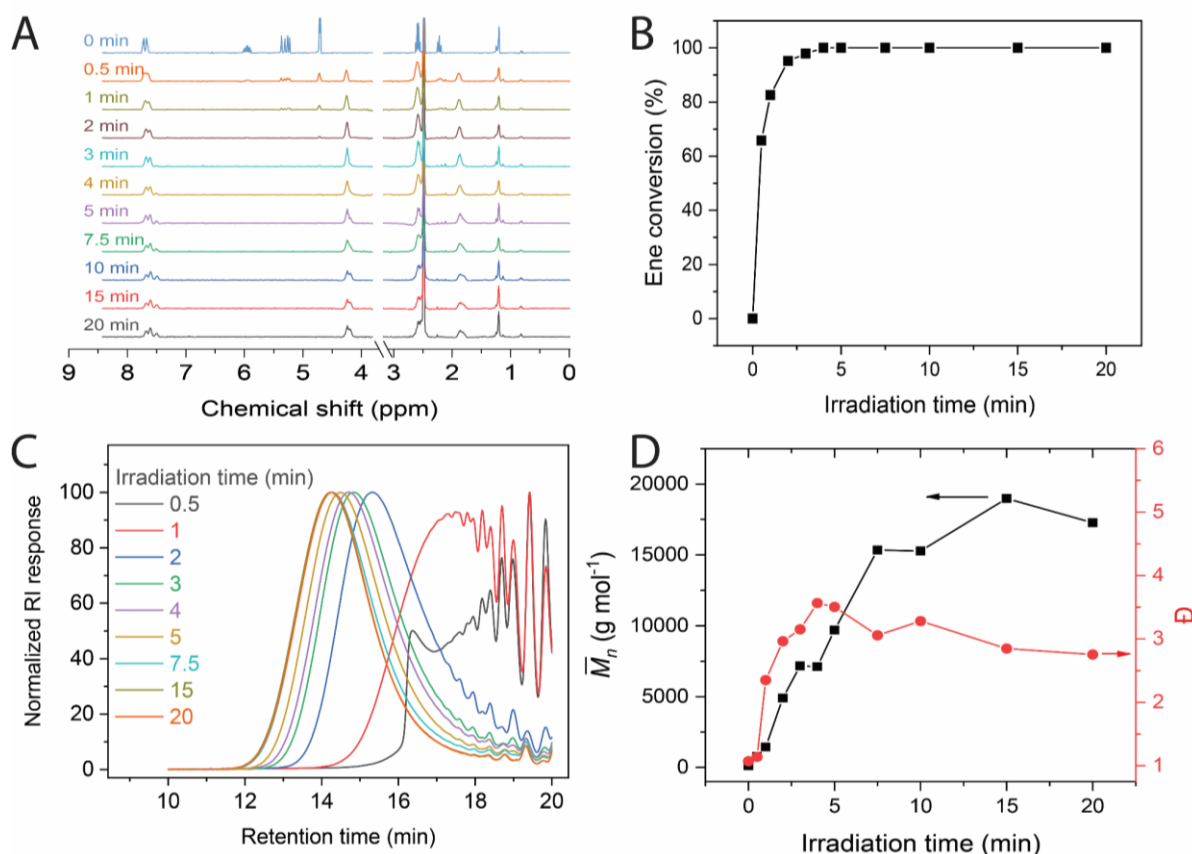 A
0 min
0.5 min
1 min
2 min
3 min
4 min
5 min
7.5 min
10 min
15 min
20 min
9 8 7 6 5 4 3 2 1 0
Chemical shift (ppm)
B
Ene conversion (%)
100
80
60
40
20
0
0 5 10 15 20
Irradiation time (min)
C
Normalized RI response
100
80
60
40
20
0
Irradiation time (min)
0.5
1
2
3
4
5
7.5
15
20
10 12 14 16 18 20
Retention time (min)
D
M̅n (g mol⁻¹)
20000
15000
10000
5000
0
6
5
4
3
2
1
Đ
0 5 10 15 20
Irradiation time (min)